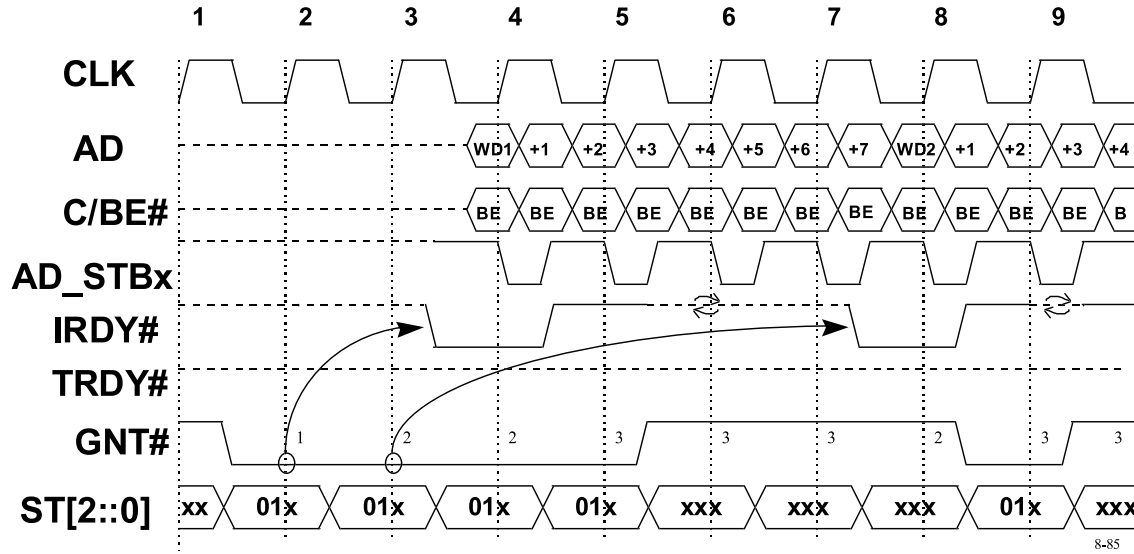 1 2 3 4 5 6 7 8 9
CLK
AD WD1 +1 +2 +3 +4 +5 +6 +7 WD2 +1 +2 +3 +4
C/BE# BE BE BE BE BE BE BE BE BE BE BE BE B
AD_STBx
IRDY#
TRDY#
GNT# 1 2 2 3 3 3 2 3 3
ST[2::0] xx 01x 01x 01x 01x xxx xxx xxx 01x xxx
8-85